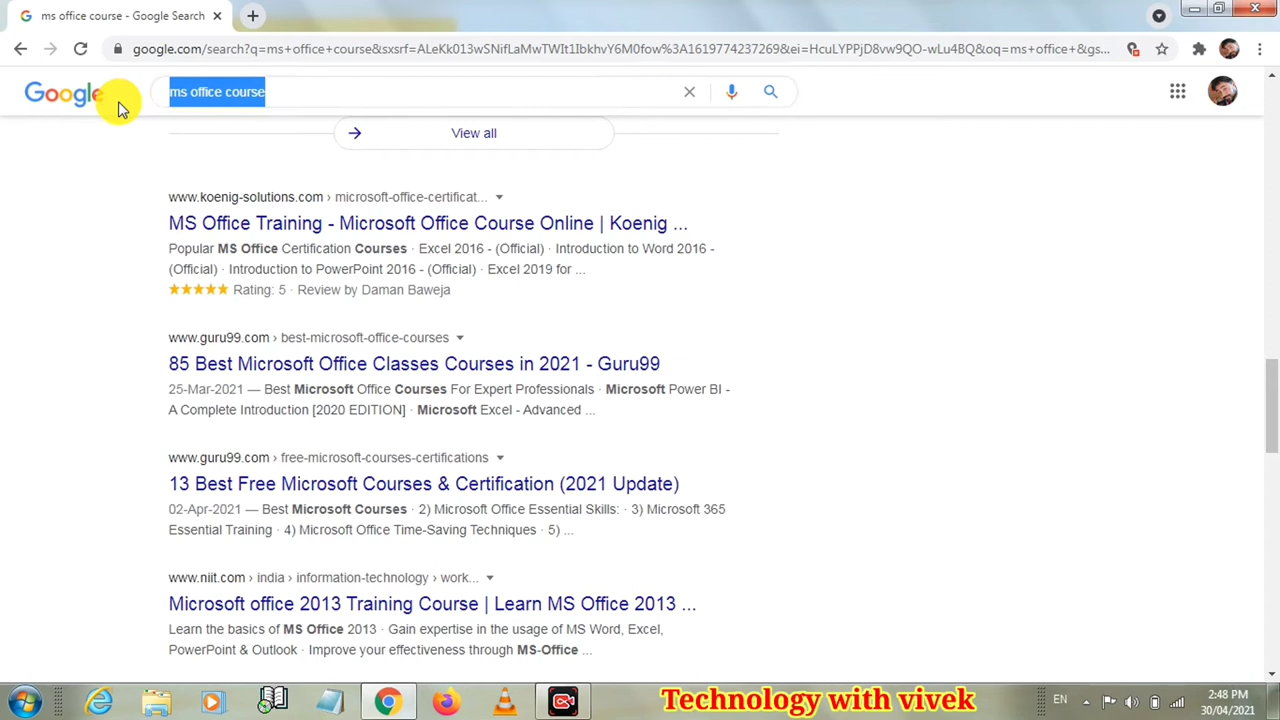 ms office course - Google Search
google.com/search?q=ms+office+course&sxsrf=ALeKk013wSNifLaMwTWIt1IbkhvY6M0fow%3A1619774237269&ei=HcuLYPPjD8vw9QO-wLu4BQ&oq=ms+office+&gs...
Google
ms office course
View all
www.koenig-solutions.com › microsoft-office-certificat...
MS Office Training - Microsoft Office Course Online | Koenig ...
Popular MS Office Certification Courses · Excel 2016 - (Official) · Introduction to Word 2016 -
(Official) · Introduction to PowerPoint 2016 - (Official) · Excel 2019 for ...
Rating: 5 · Review by Daman Baweja
www.guru99.com › best-microsoft-office-courses
85 Best Microsoft Office Classes Courses in 2021 - Guru99
25-Mar-2021 — Best Microsoft Office Courses For Expert Professionals · Microsoft Power BI -
A Complete Introduction [2020 EDITION] · Microsoft Excel - Advanced ...
www.guru99.com › free-microsoft-courses-certifications
13 Best Free Microsoft Courses & Certification (2021 Update)
02-Apr-2021 — Best Microsoft Courses · 2) Microsoft Office Essential Skills: · 3) Microsoft 365
Essential Training · 4) Microsoft Office Time-Saving Techniques · 5) ...
www.niit.com › india › information-technology › work...
Microsoft office 2013 Training Course | Learn MS Office 2013 ...
Learn the basics of MS Office 2013 · Gain expertise in the usage of MS Word, Excel,
PowerPoint & Outlook · Improve your effectiveness through MS-Office ...
Technology with vivek
EN
2:48 PM
30/04/2021